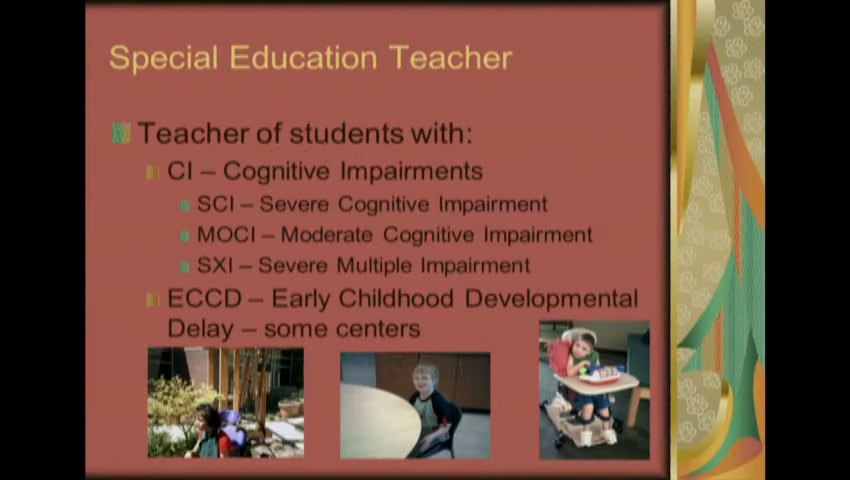 Special Education Teacher
Teacher of students with:
CI – Cognitive Impairments
SCI – Severe Cognitive Impairment
MOCI – Moderate Cognitive Impairment
SXI – Severe Multiple Impairment
ECCD – Early Childhood Developmental
Delay – some centers